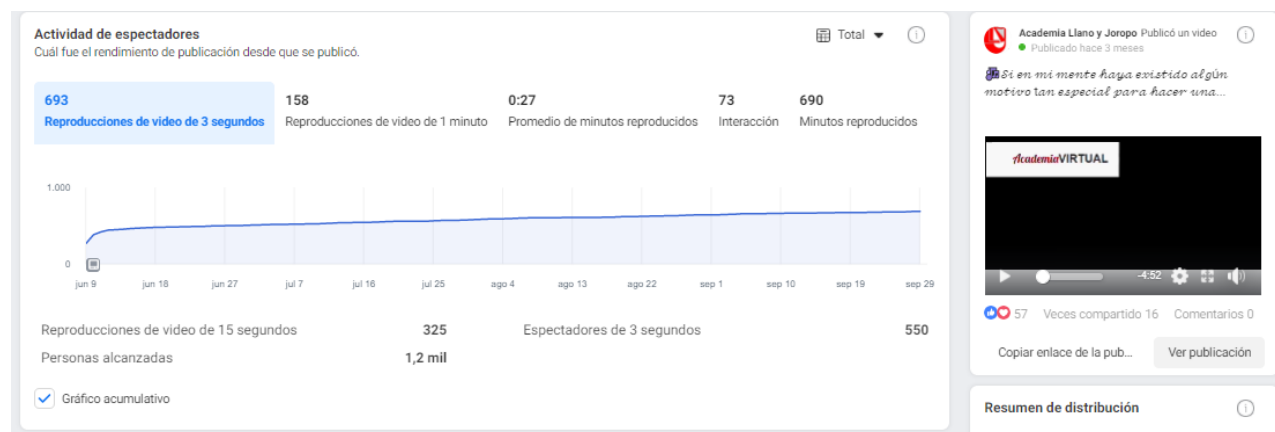 Actividad de espectadores
Cuál fue el rendimiento de publicación desde que se publicó.
Total
693
Reproducciones de video de 3 segundos
158
Reproducciones de video de 1 minuto
0:27
Promedio de minutos reproducidos
73
Interacción
690
Minutos reproducidos
1.000
0
jun 9 jun 18 jun 27 jul 7 jul 16 jul 25 ago 4 ago 13 ago 22 sep 1 sep 10 sep 19 sep 29
Reproducciones de video de 15 segundos 325
Espectadores de 3 segundos 550
Personas alcanzadas 1,2 mil
Gráfico acumulativo
Academia Llano y Joropo Publicó un video
Publicado hace 3 meses
Si en mi mente haya existido algún
motivo tan especial para hacer una...
AcademiaVIRTUAL
-4:52
57 Veces compartido 16 Comentarios 0
Copiar enlace de la pub...
Ver publicación
Resumen de distribución